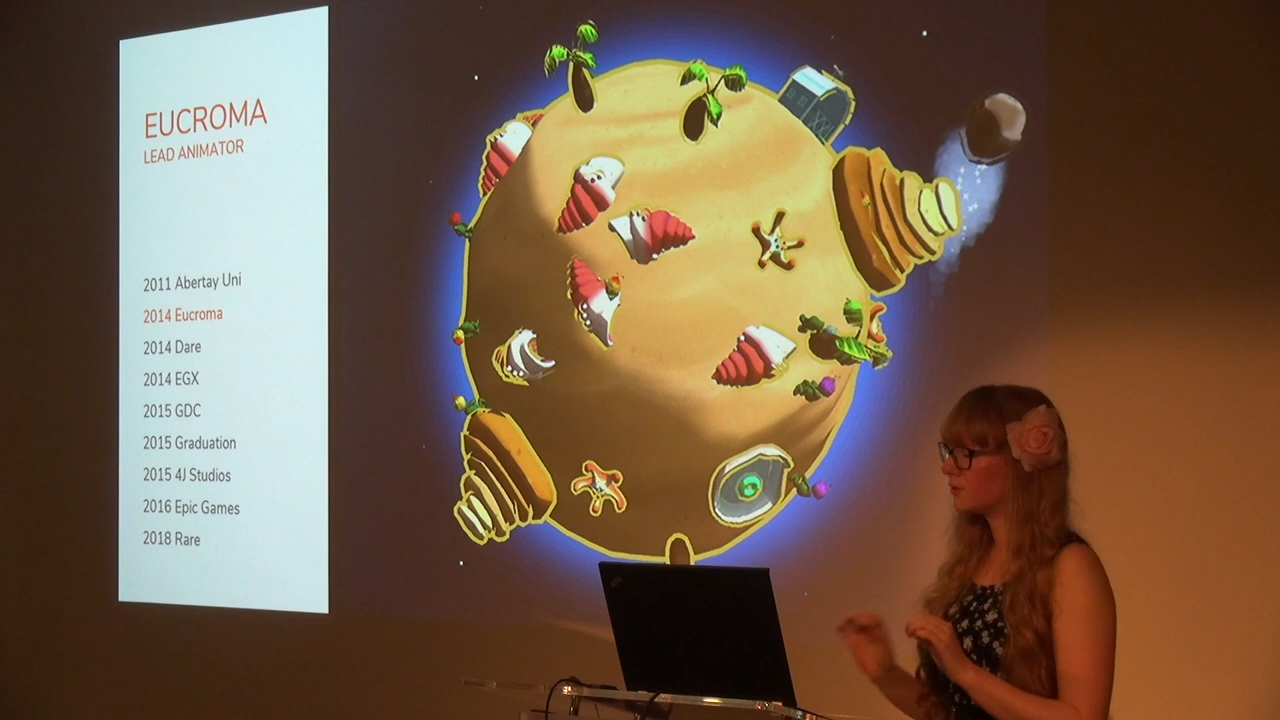 EUCROMA
LEAD ANIMATOR
2011 Abertay Uni
2014 Eucroma
2014 Dare
2014 EGX
2015 GDC
2015 Graduation
2015 4J Studios
2016 Epic Games
2018 Rare